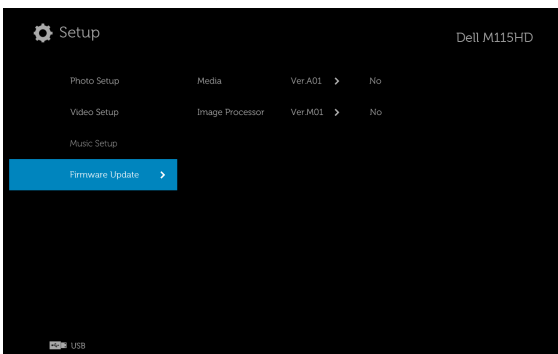 Setup
Dell M115HD
Photo Setup Media Ver.A01 > No
Video Setup Image Processor Ver.M01 > No
Music Setup
Firmware Update >
USB